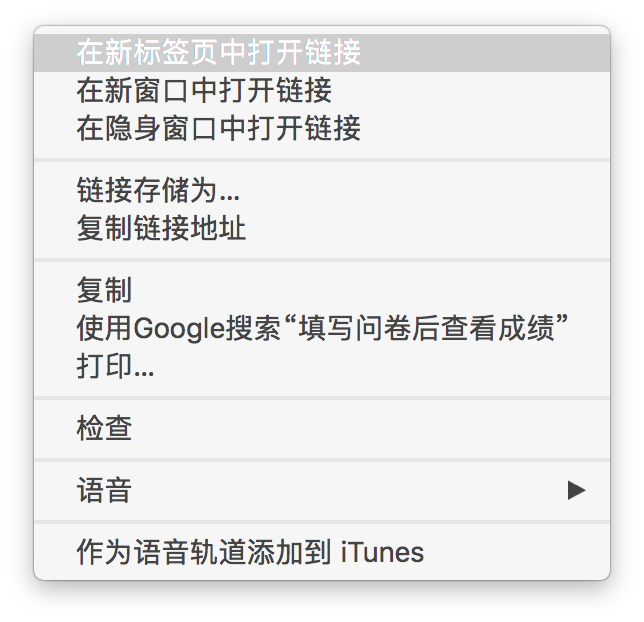 在新标签页中打开链接
在新窗口中打开链接
在隐身窗口中打开链接
链接存储为...
复制链接地址
复制
使用Google搜索“填写问卷后查看成绩”
打印...
检查
语音
作为语音轨道添加到 iTunes